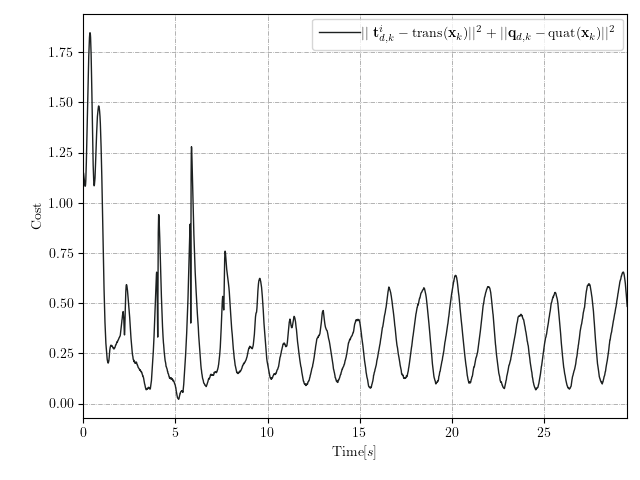 || t^i_{d,k} − trans(x_k)||^2 + ||q_{d,k} − quat(x_k)||^2
1.75
1.50
1.25
1.00
0.75
0.50
0.25
0.00
Cost
0 5 10 15 20 25
Time[s]